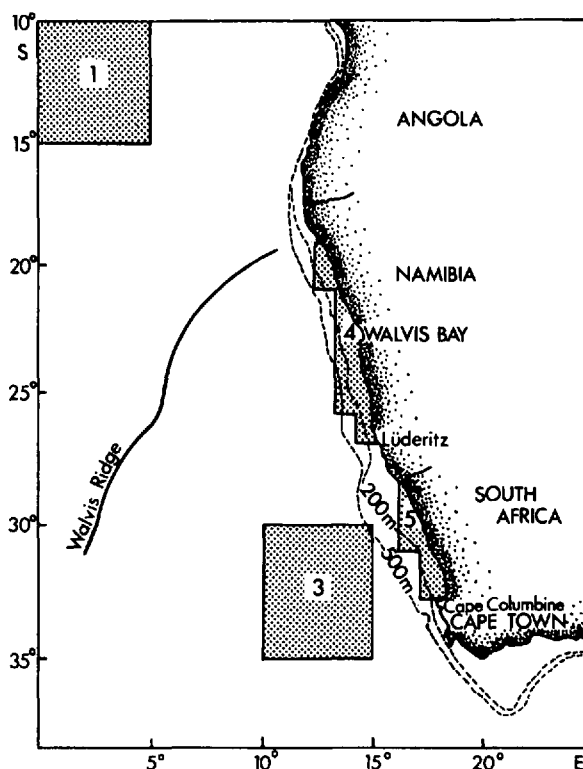 10°
S
1
ANGOLA
15°
20°
NAMIBIA
4
WALVIS BAY
25°
Lüderitz
Walvis Ridge
200m
5
SOUTH
AFRICA
30°
500m
3
Cape Columbine
CAPE TOWN
35°
5°
10°
15°
20°
E